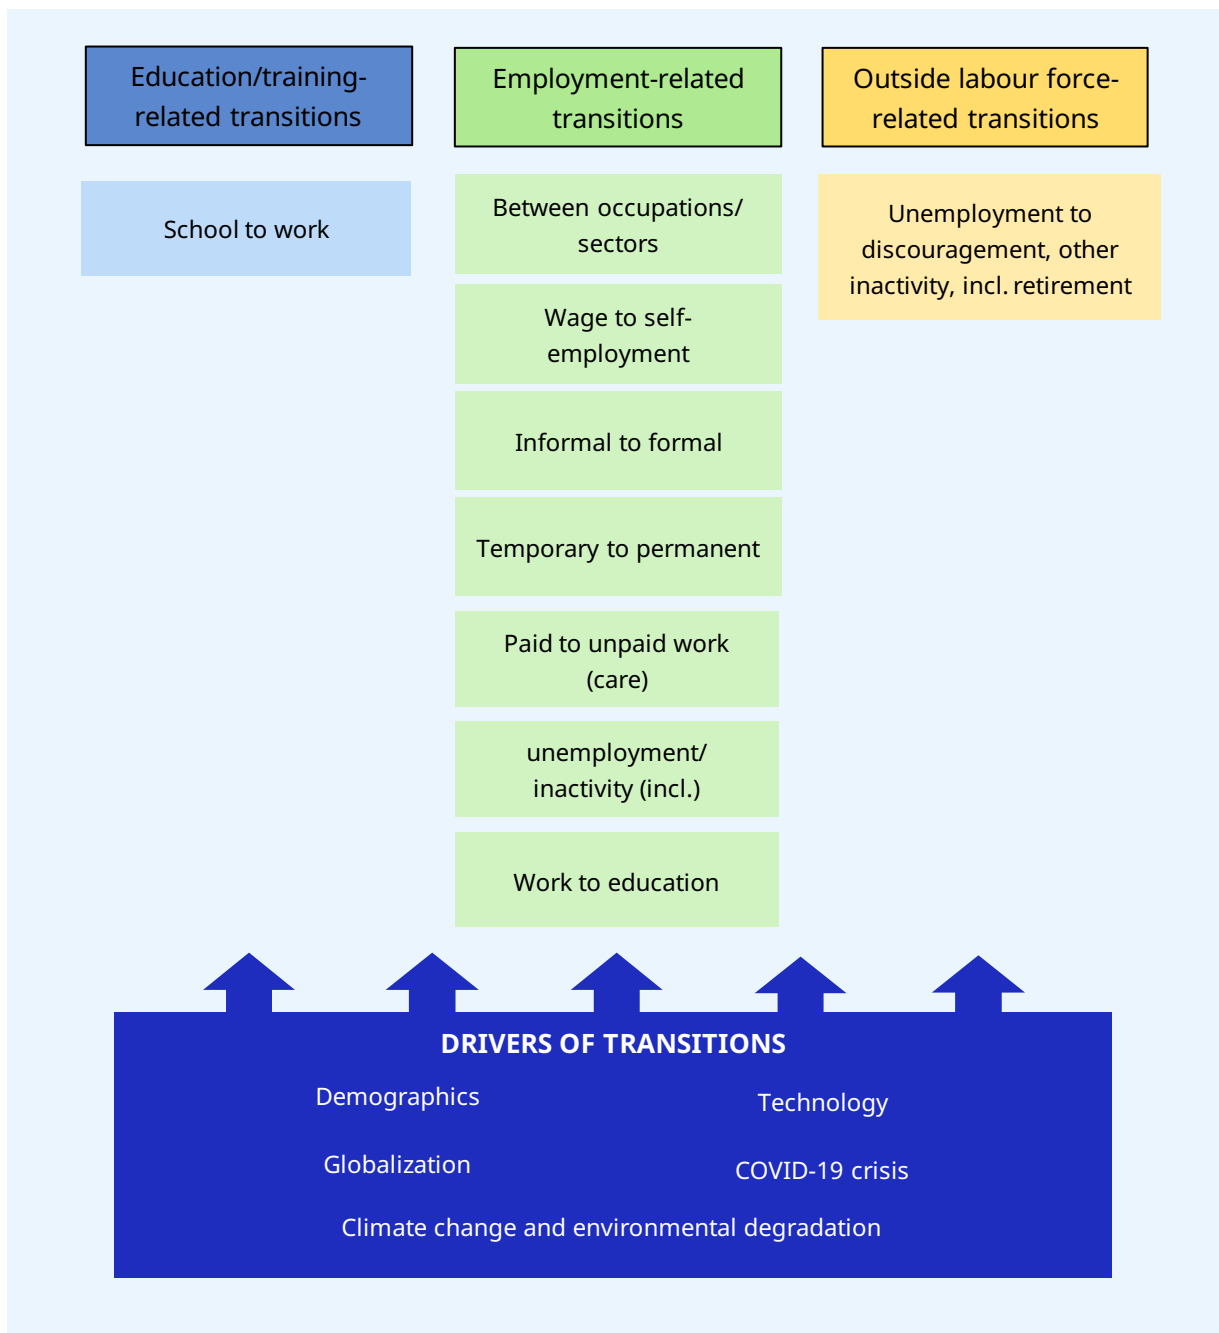 Education/training-
related transitions
Employment-related
transitions
Outside labour force-
related transitions
School to work
Between occupations/
sectors
Unemployment to
discouragement, other
inactivity, incl. retirement
Wage to self-
employment
Informal to formal
Temporary to permanent
Paid to unpaid work
(care)
unemployment/
inactivity (incl.)
Work to education
DRIVERS OF TRANSITIONS
Demographics
Technology
Globalization
COVID-19 crisis
Climate change and environmental degradation